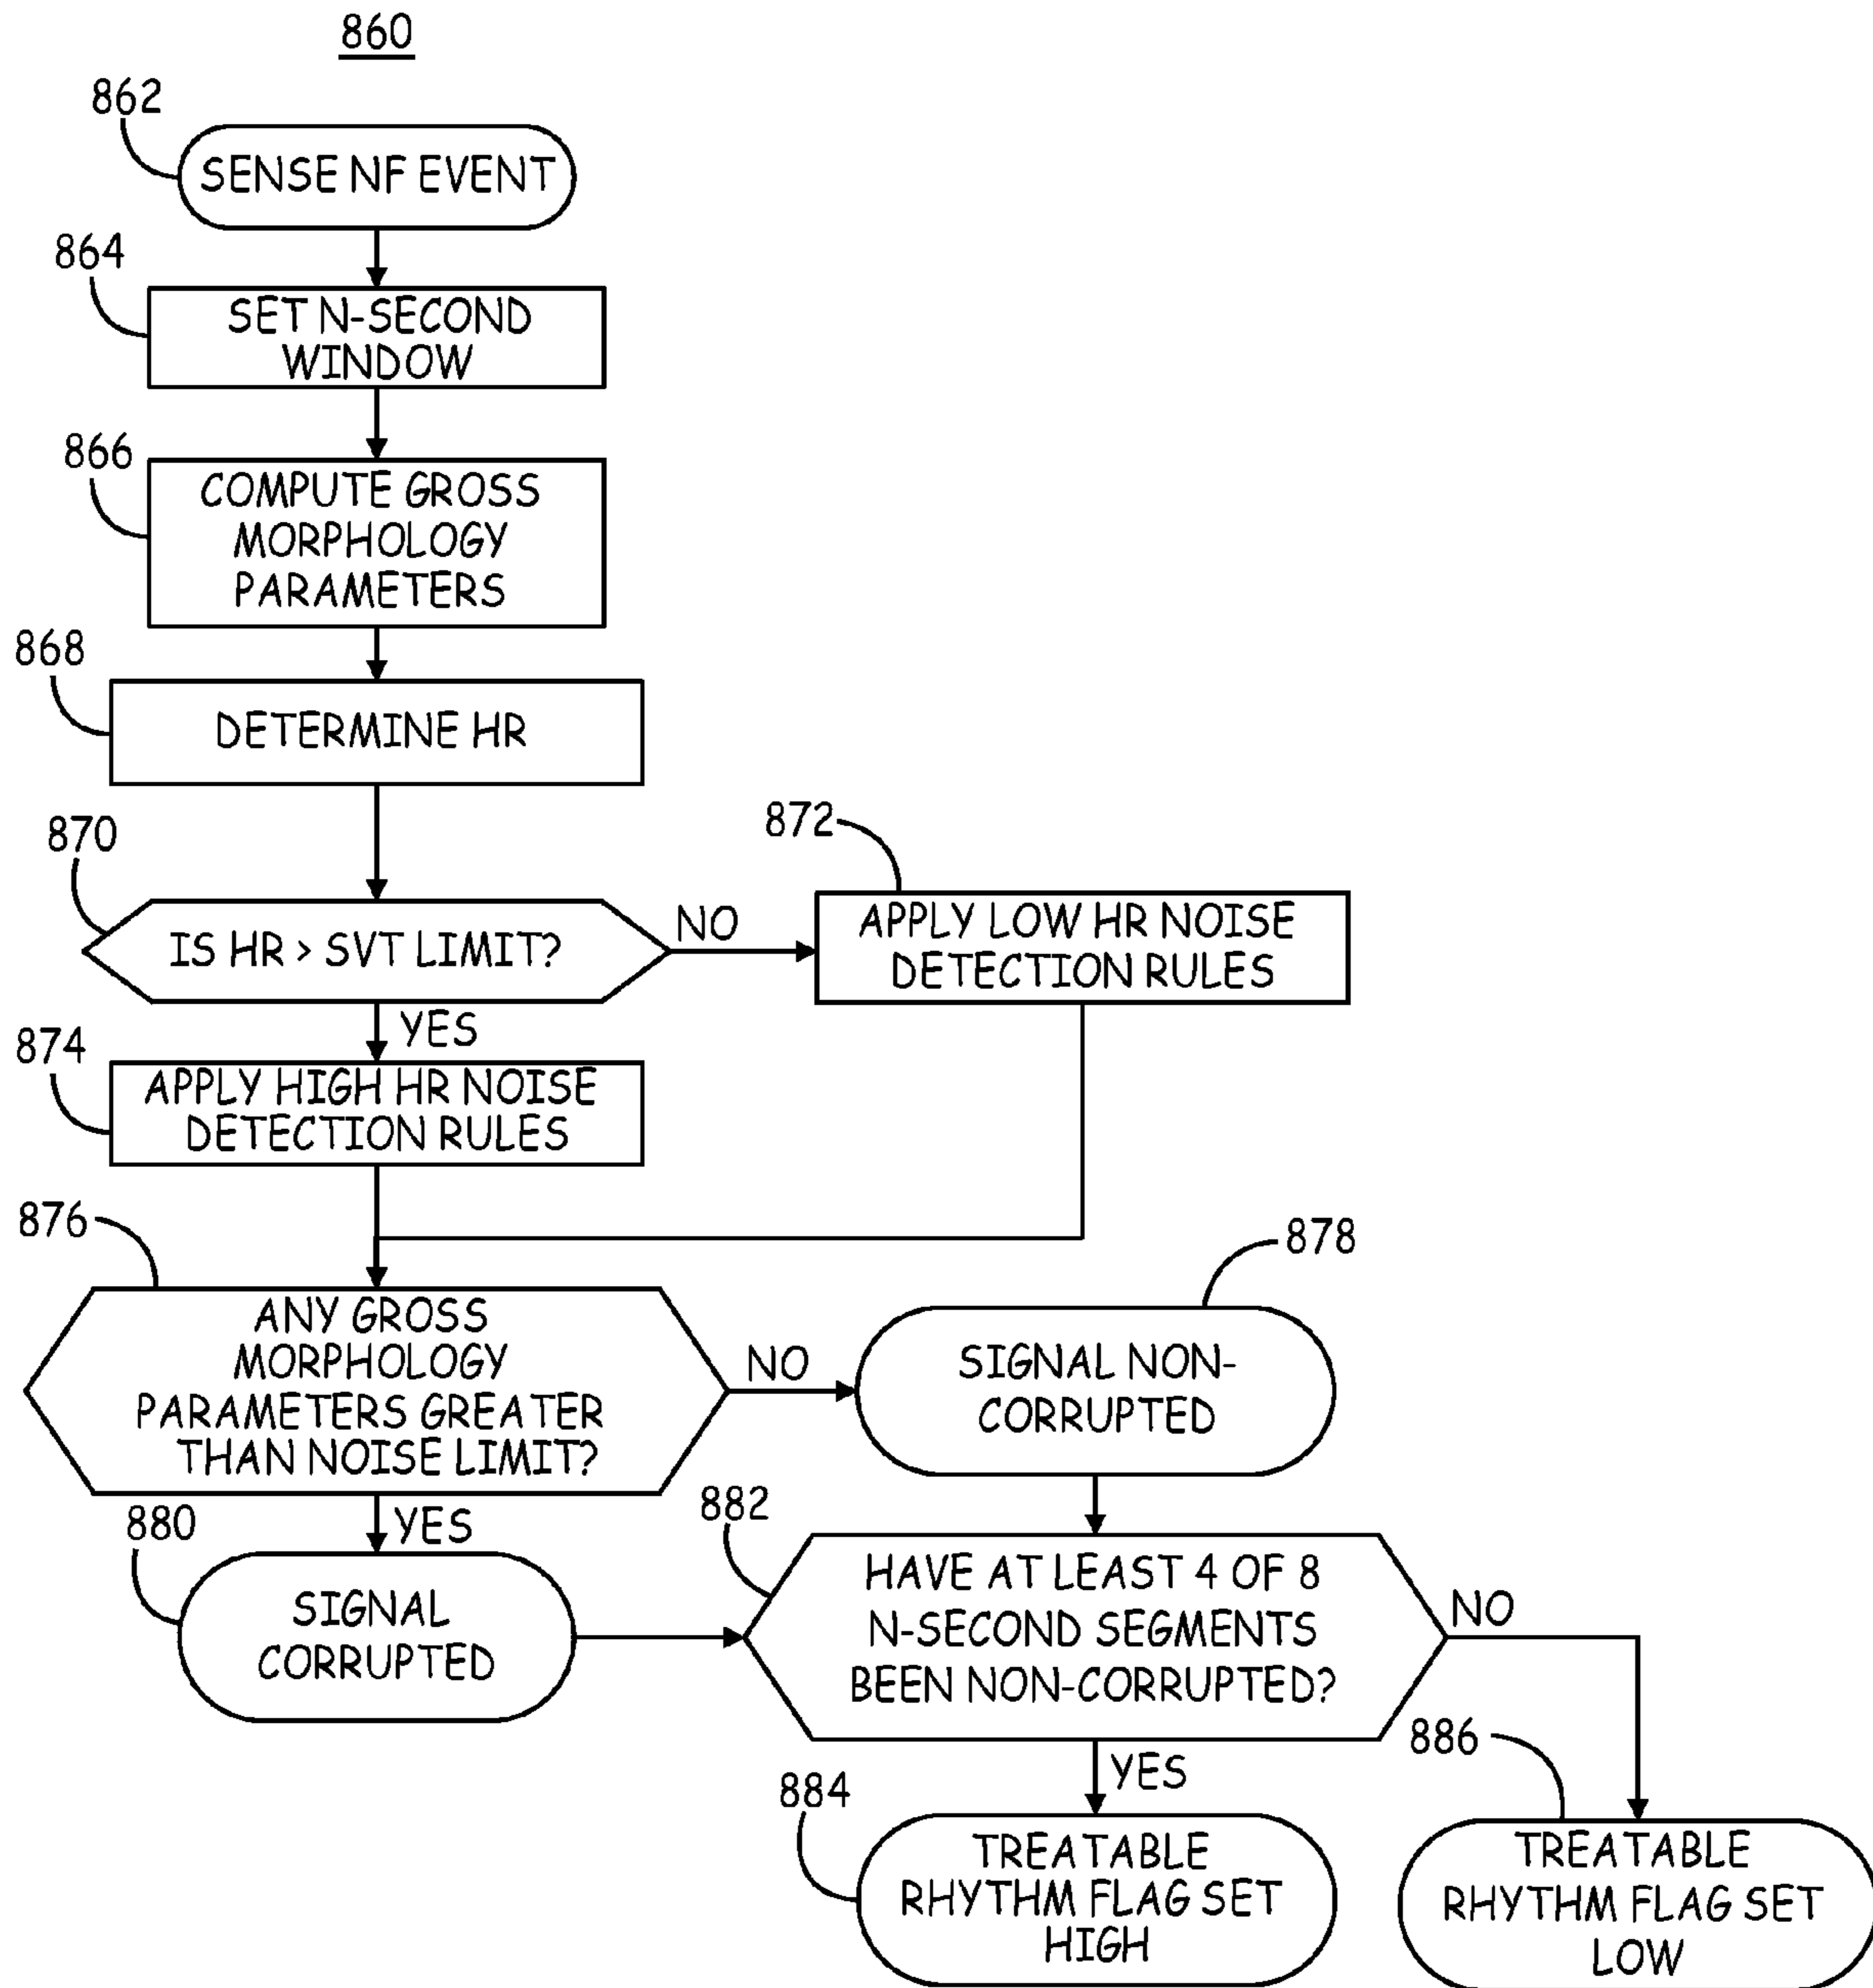 860
862
SENSE NF EVENT
864
SET N-SECOND
WINDOW
866
COMPUTE GROSS
MORPHOLOGY
PARAMETERS
868
DETERMINE HR
870
IS HR > SVT LIMIT?
NO
872
APPLY LOW HR NOISE
DETECTION RULES
YES
874
APPLY HIGH HR NOISE
DETECTION RULES
876
ANY GROSS
MORPHOLOGY
PARAMETERS GREATER
THAN NOISE LIMIT?
NO
878
SIGNAL NON-
CORRUPTED
YES
880
SIGNAL
CORRUPTED
882
HAVE AT LEAST 4 OF 8
N-SECOND SEGMENTS
BEEN NON-CORRUPTED?
NO
YES
884
TREATABLE
RHYTHM FLAG SET
HIGH
886
TREATABLE
RHYTHM FLAG SET
LOW